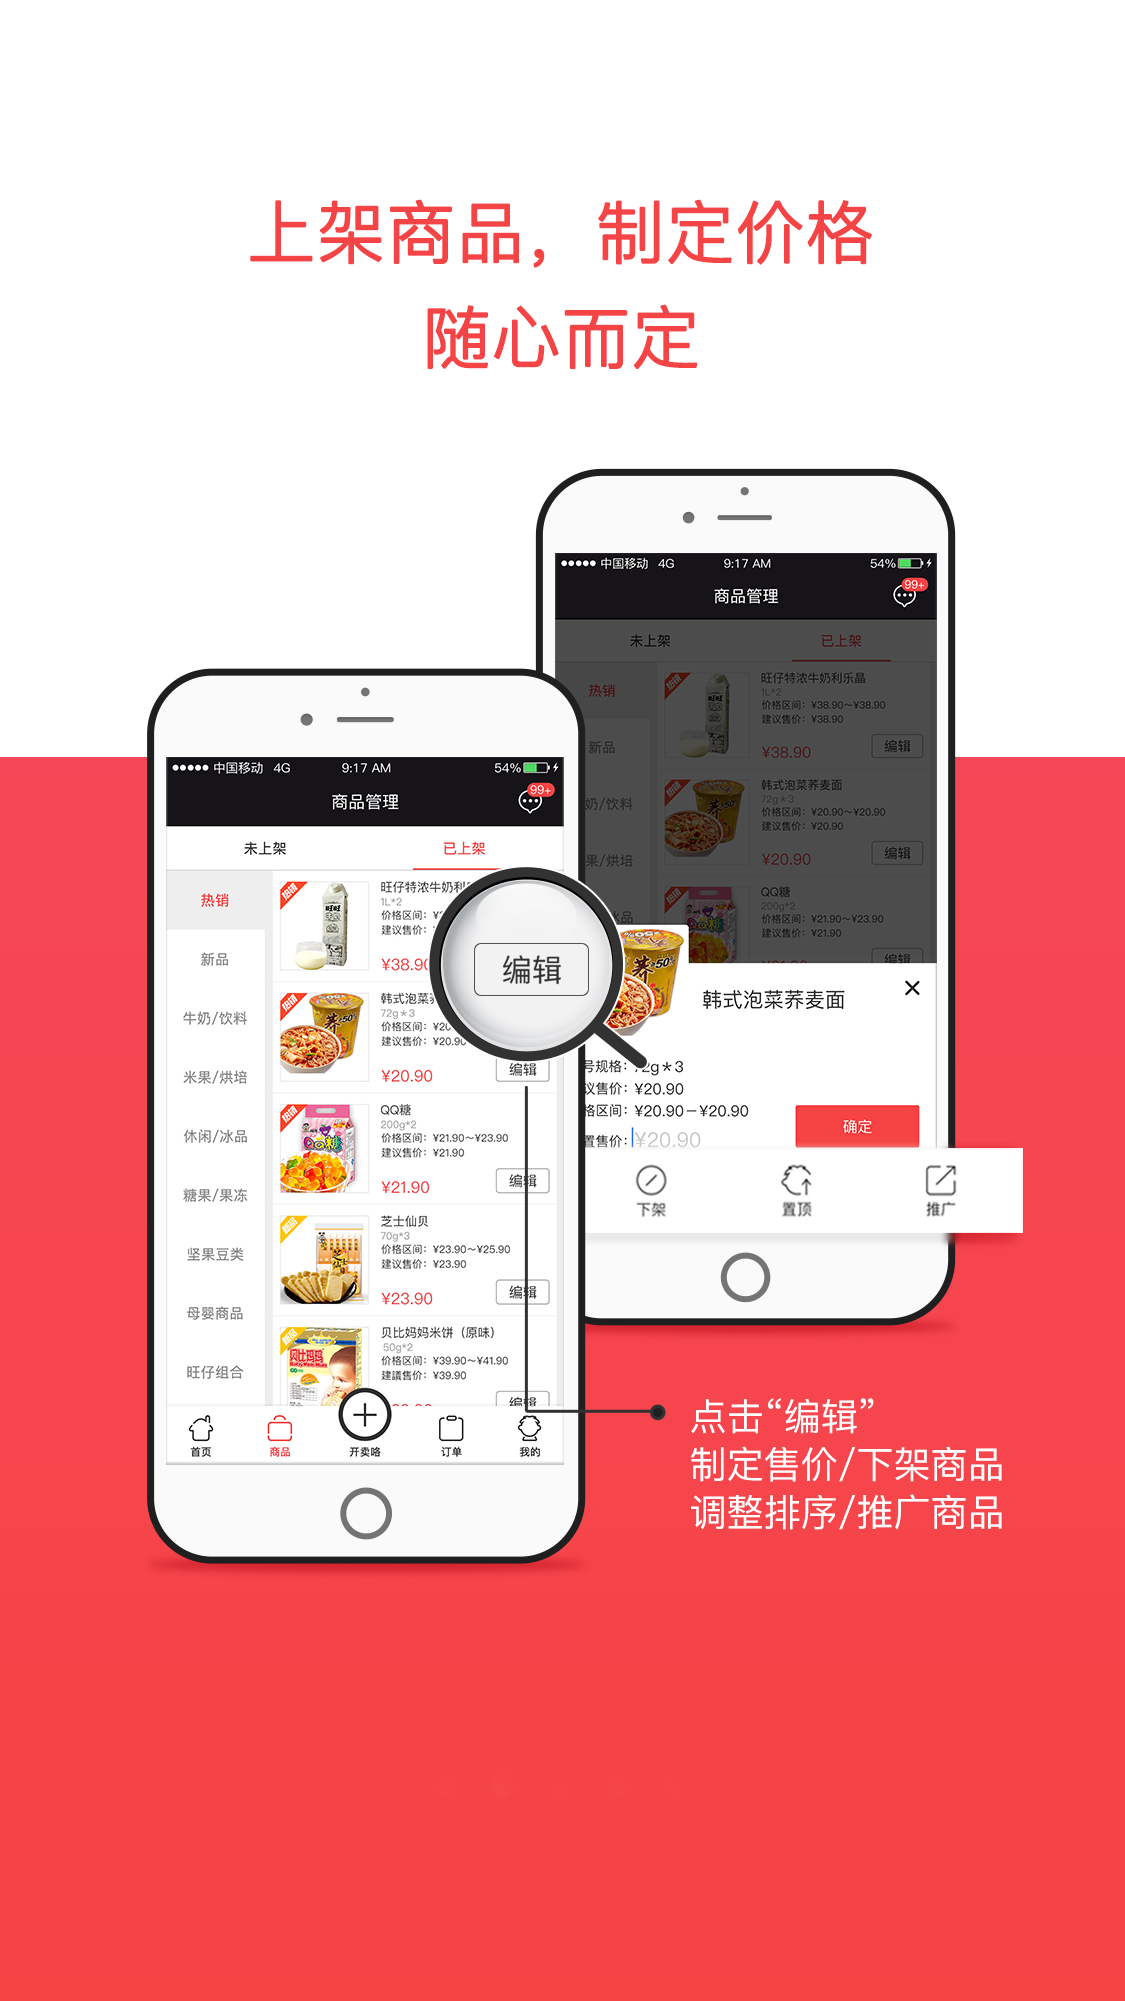 上架商品，制定价格
随心而定
中国移动 4G 9:17 AM 54%
商品管理 99+
未上架 已上架
热销
新品
奶/饮料
果/烘培
冰品
热销
旺仔特浓牛奶利乐晶
1L*2
价格区间：¥38.90～¥38.90
建议售价：¥38.90
¥38.90 编辑
热销
韩式泡菜荞麦面
72g*3
价格区间：¥20.90～¥20.90
建议售价：¥20.90
¥20.90 编辑
热销
QQ糖
200g*2
价格区间：¥21.90～¥23.90
建议售价：¥21.90
编辑
韩式泡菜荞麦面
号规格：72g*3
议售价：¥20.90
格区间：¥20.90－¥20.90
置售价：¥20.90
确定
下架 置顶 推广
中国移动 4G 9:17 AM 54%
商品管理 99+
未上架 已上架
热销
新品
牛奶/饮料
米果/烘培
休闲/冰品
糖果/果冻
坚果豆类
母婴商品
旺仔组合
热销
旺仔特浓牛奶利
1L*2
价格区间：¥
建议售价：
¥38.90
编辑
热销
韩式泡菜
72g*3
价格区间：¥20
建议售价：¥20.90
¥20.90 编辑
热销
QQ糖
200g*2
价格区间：¥21.90～¥23.90
建议售价：¥21.90
¥21.90 编辑
新品
芝士仙贝
70g*3
价格区间：¥23.90～¥25.90
建议售价：¥23.90
¥23.90 编辑
新品
贝比妈妈米饼（原味）
50g*2
价格区间：¥39.90～¥41.90
建議售价：¥39.90
编辑
首页 商品 开卖咯 订单 我的
点击“编辑”
制定售价/下架商品
调整排序/推广商品